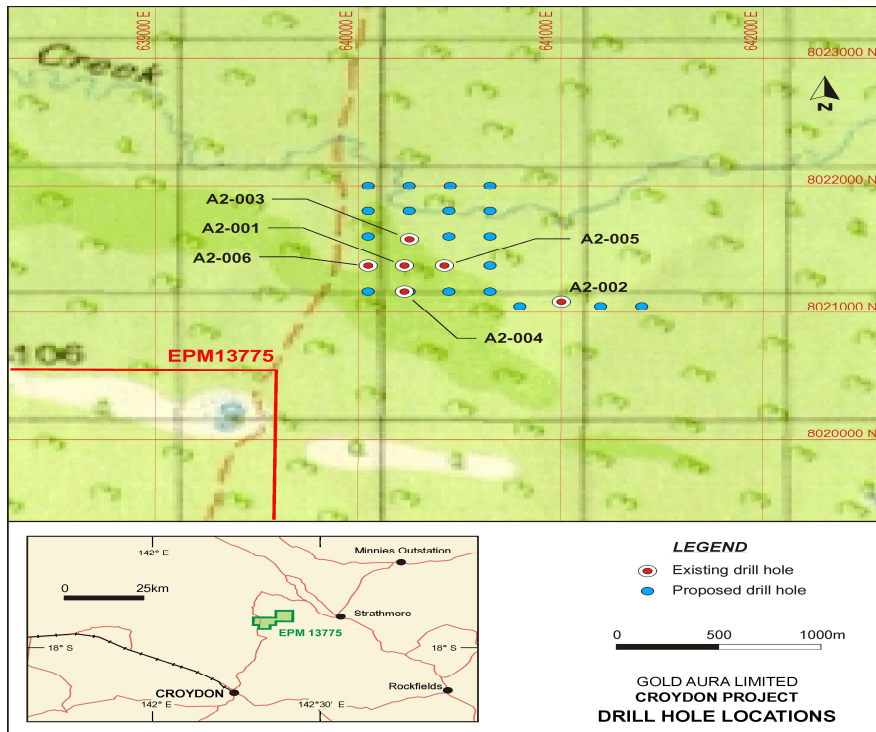 639000 E
640000 E
641000 E
642000 E
Creek
8023000 N
N
8022000 N
A2-003
A2-001
A2-005
A2-006
A2-002
8021000 N
A2-004
106
EPM13775
8020000 N
142° E
Minnies Outstation
0 25km
Strathmoro
EPM 13775
18° S
18° S
CROYDON
Rockfields
142° E
142° 30' E
LEGEND
Existing drill hole
Proposed drill hole
0 500 1000m
GOLD AURA LIMITED
CROYDON PROJECT
DRILL HOLE LOCATIONS